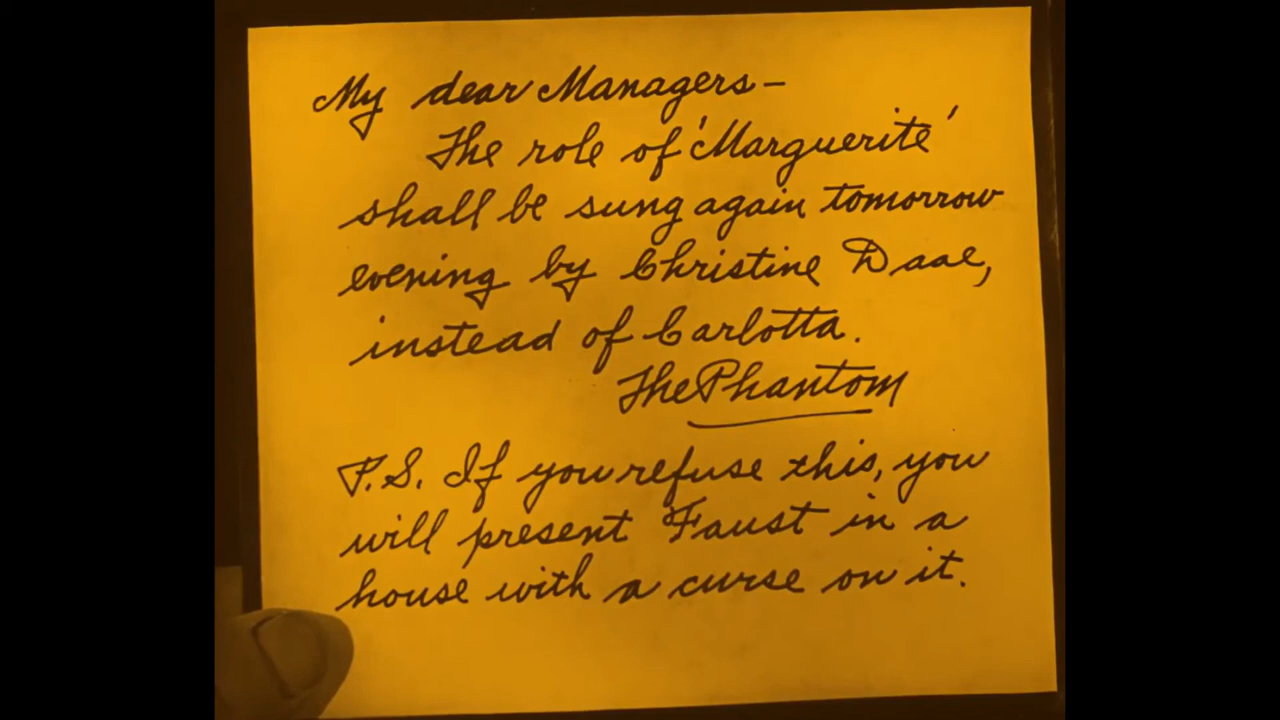 My dear Managers—
The role of 'Marguerite'
shall be sung again tomorrow
evening by Christine Daae,
instead of Carlotta.
The Phantom
P.S. If you refuse this, you
will present Faust in a
house with a curse on it.